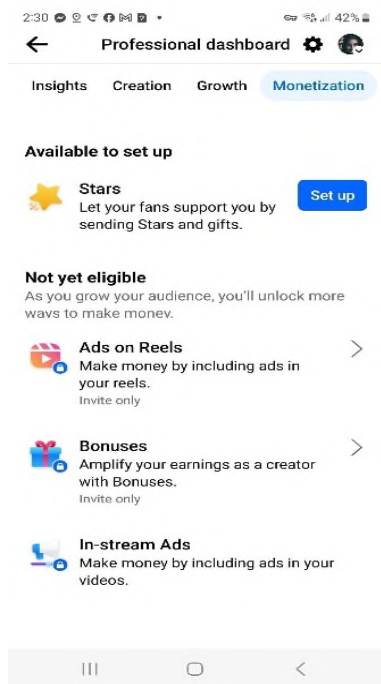 2:30
42%
Professional dashboard
Insights Creation Growth Monetization
Available to set up
Stars
Let your fans support you by
sending Stars and gifts.
Set up
Not yet eligible
As you grow your audience, you'll unlock more
ways to make money.
Ads on Reels
Make money by including ads in
your reels.
Invite only
Bonuses
Amplify your earnings as a creator
with Bonuses.
Invite only
In-stream Ads
Make money by including ads in your
videos.